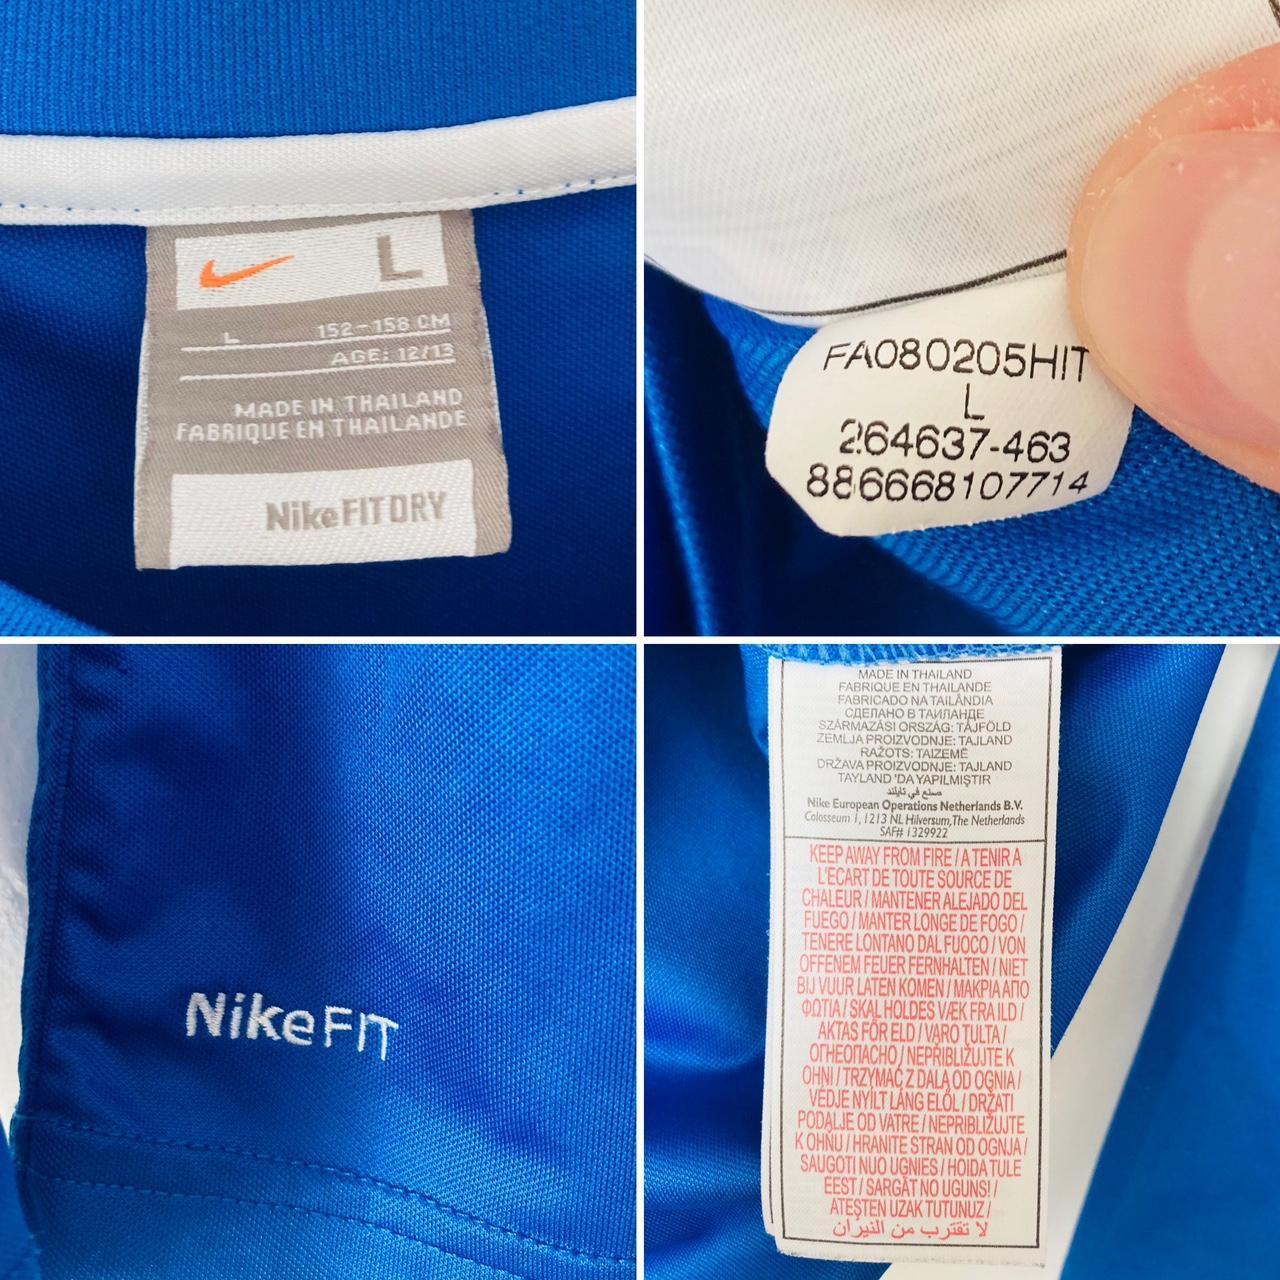 L
L 152-158 CM
AGE: 12/13
MADE IN THAILAND
FABRIQUE EN THAILANDE
NikeFITDRY
FA080205HIT
L
264637-463
886668107714
NikeFIT
MADE IN THAILAND
FABRIQUE EN THAILANDE
FABRICADO NA TAILÂNDIA
СДЕЛАНО В ТАИЛАНДЕ
SZÁRMAZÁSI ORSZÁG: TÁJFÖLD
ZEMLJA PROIZVODNJE: TAJLAND
RAŽOTS: TAIZEMĒ
DRŽAVA PROIZVODNJE: TAJLAND
TAYLAND 'DA YAPILMIŞTIR
صنع في تايلند
Nike European Operations Netherlands B.V.
Colosseum 1, 1213 NL Hilversum, The Netherlands
SAF# 1329922
KEEP AWAY FROM FIRE / A TENIR A
L'ECART DE TOUTE SOURCE DE
CHALEUR / MANTENER ALEJADO DEL
FUEGO / MANTER LONGE DE FOGO /
TENERE LONTANO DAL FUOCO / VON
OFFENEM FEUER FERNHALTEN / NIET
BIJ VUUR LATEN KOMEN / ΜΑΚΡΙΑ ΑΠΟ
ΦΩΤΙΑ / SKAL HOLDES VÆK FRA ILD /
AKTAS FÖR ELD / VARO TULTA /
ОГНЕОПАСНО / NEPŘIBLIŽUJTE K
OHNI / TRZYMAĆ Z DALA OD OGNIA /
VEDJE NYÍLT LÁNG ELŐL / DRŽATI
PODALJE OD VATRE / NEPRIBLIŽUJTE
K OHŇU / HRANITE STRAN OD OGNJA /
SAUGOTI NUO UGNIES / HOIDA TULE
EEST / SARGĀT NO UGUNS! /
ATEŞTEN UZAK TUTUNUZ /
لا تقترب من النيران